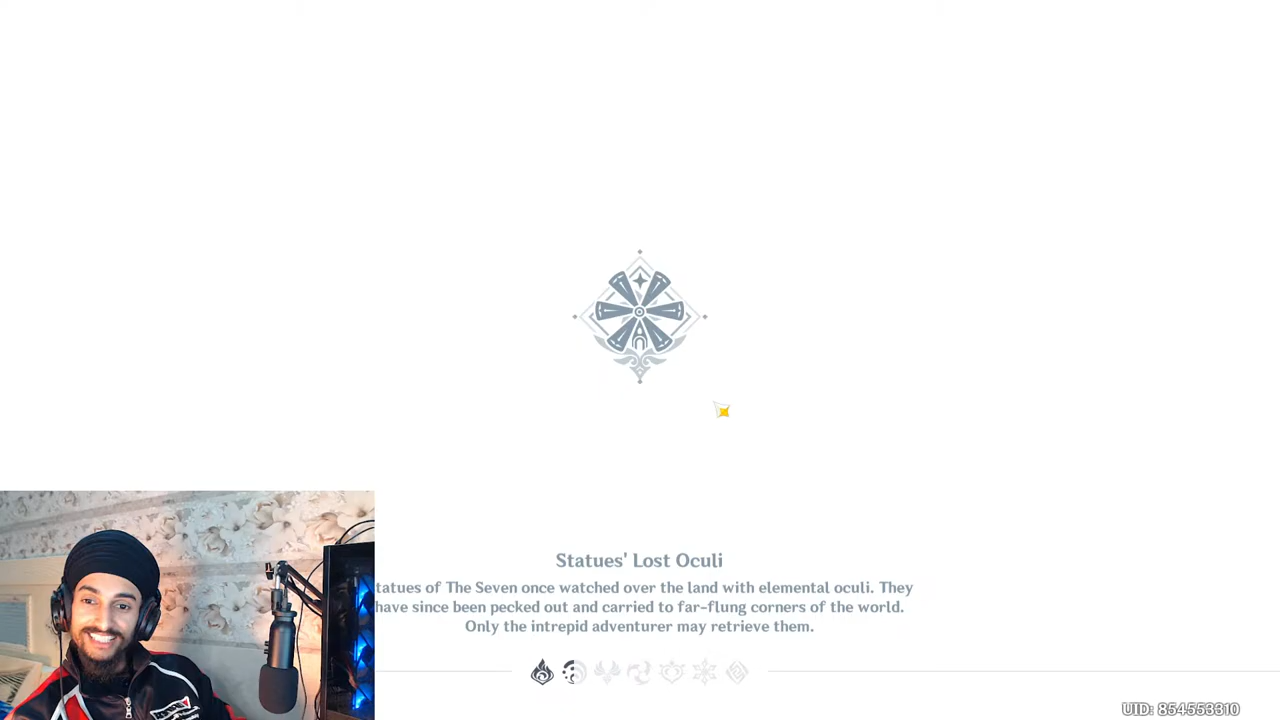 Statues' Lost Oculi
tatues of The Seven once watched over the land with elemental oculi. They
have since been pecked out and carried to far-flung corners of the world.
Only the intrepid adventurer may retrieve them.
UID: 854553310